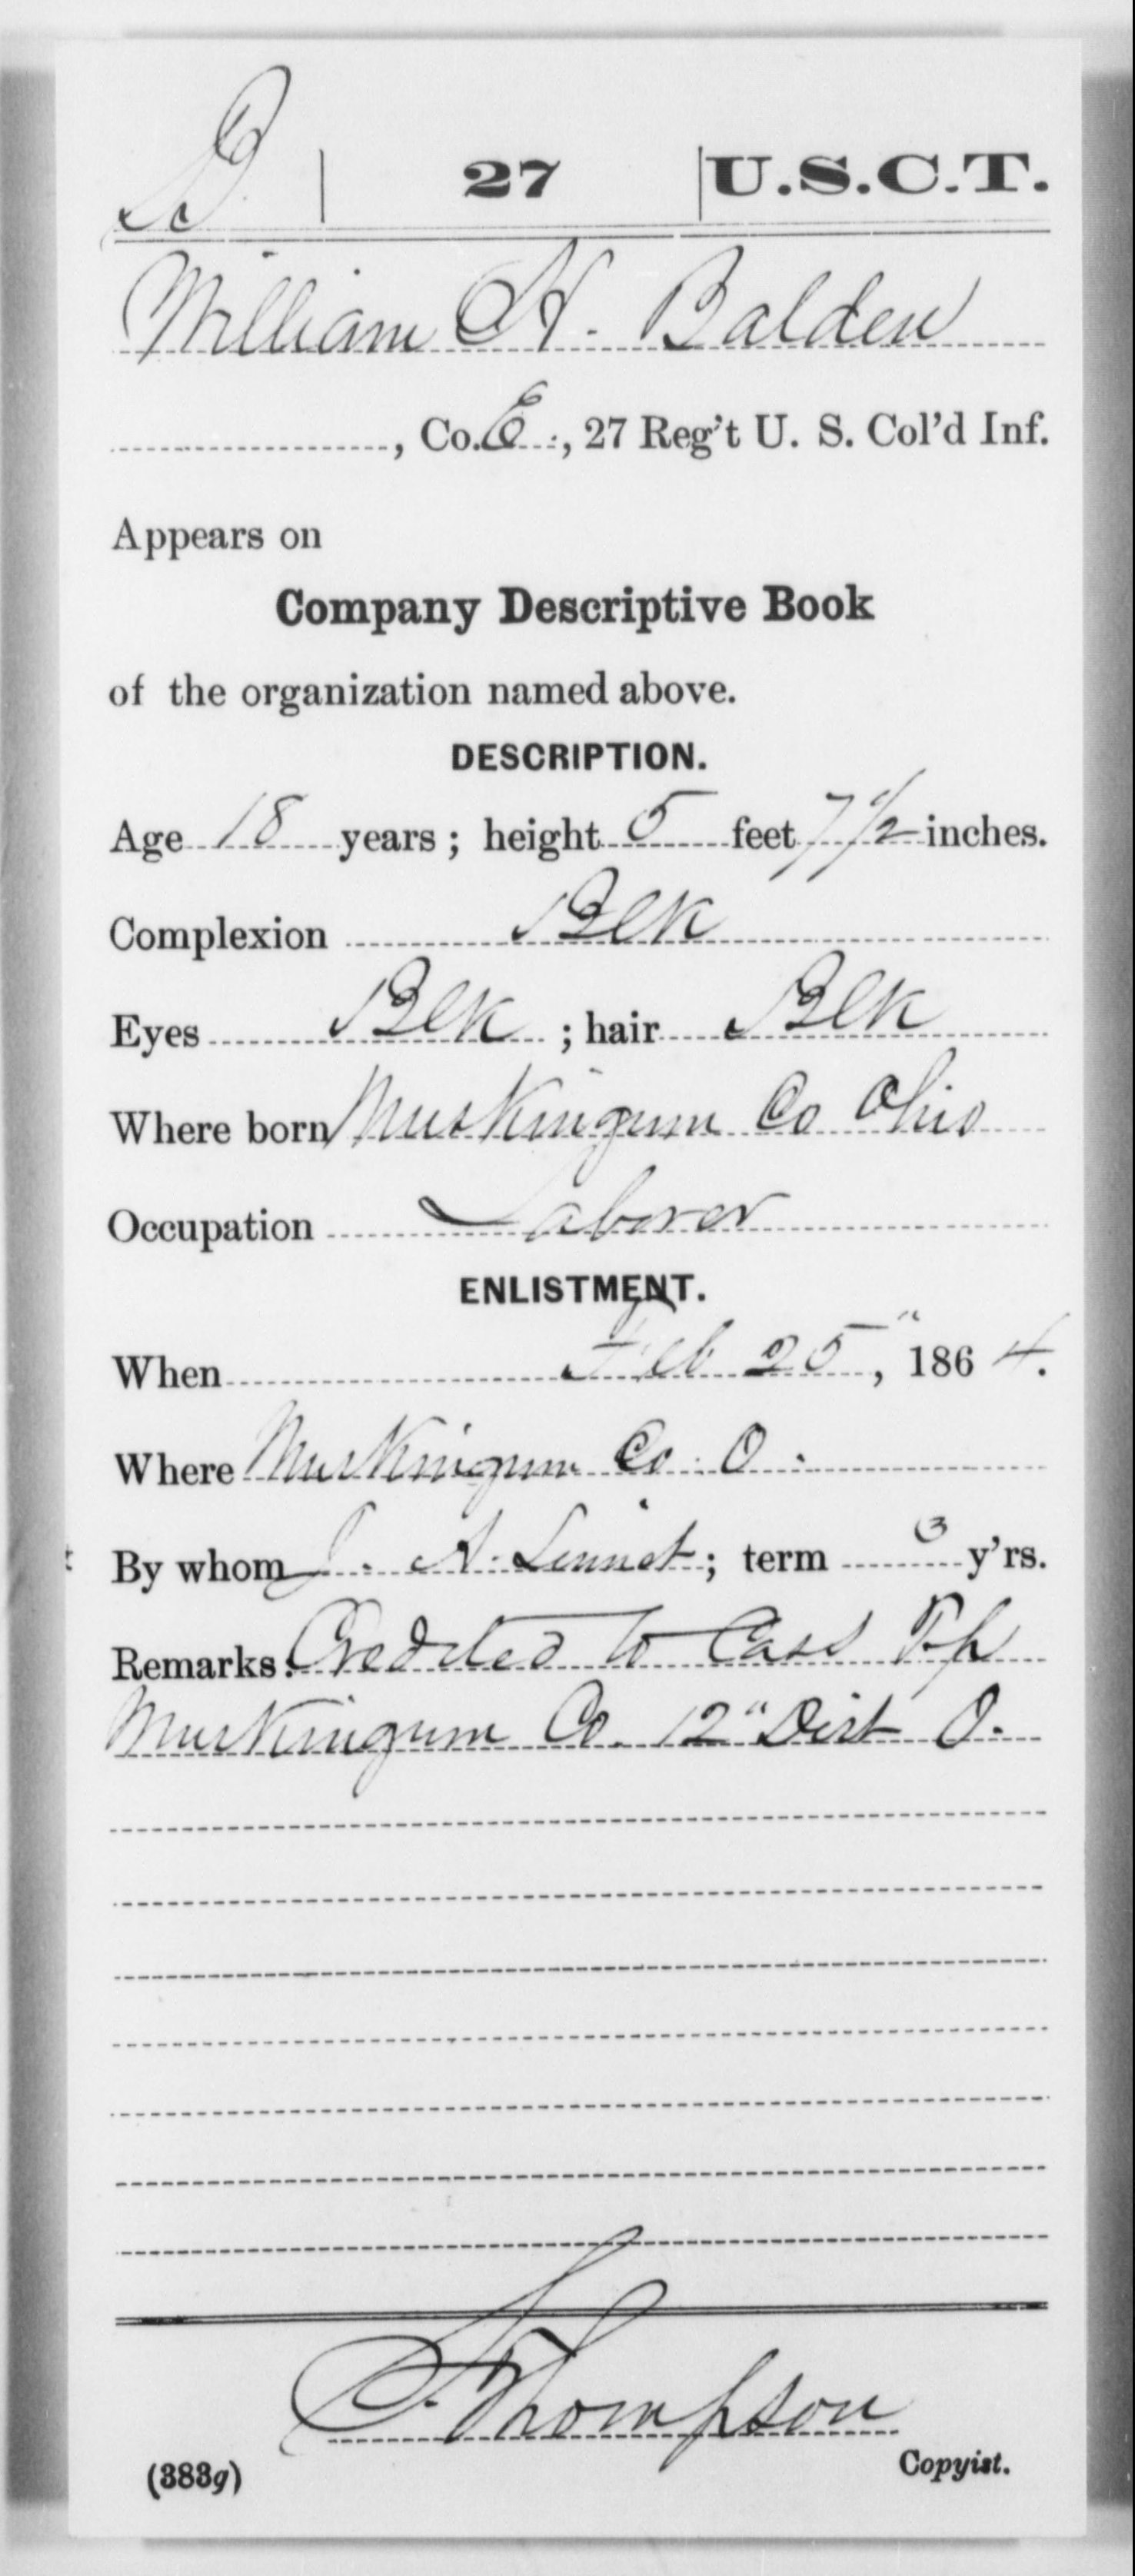 B. | 27 | U.S.C.T.
William H. Balden
, Co. E., 27 Reg't U. S. Col'd Inf.
Appears on
Company Descriptive Book
of the organization named above.
DESCRIPTION.
Age 18 years; height 5 feet 7 1/2 inches.
Complexion Blk
Eyes Blk ; hair Blk
Where born Muskingum Co Ohio
Occupation Laborer
ENLISTMENT.
When Feb 25", 1864.
Where Muskingum Co. O.
By whom J. A. ; term 3 y'rs.
Remarks: Credited to Cass Tp
Muskingum Co. 12" Dist O.
Thompson
(383g) Copyist.